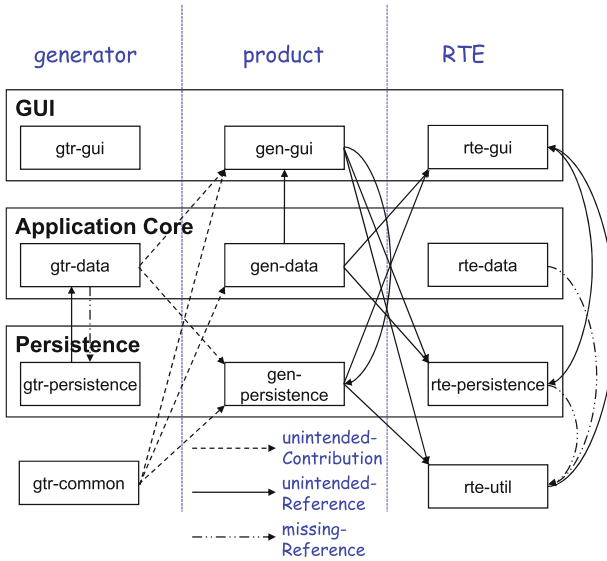 generator
product
RTE
GUI
gtr-gui
gen-gui
rte-gui
Application Core
gtr-data
gen-data
rte-data
Persistence
gtr-persistence
gen-
persistence
rte-persistence
gtr-common
rte-util
unintended-
Contribution
unintended-
Reference
missing-
Reference